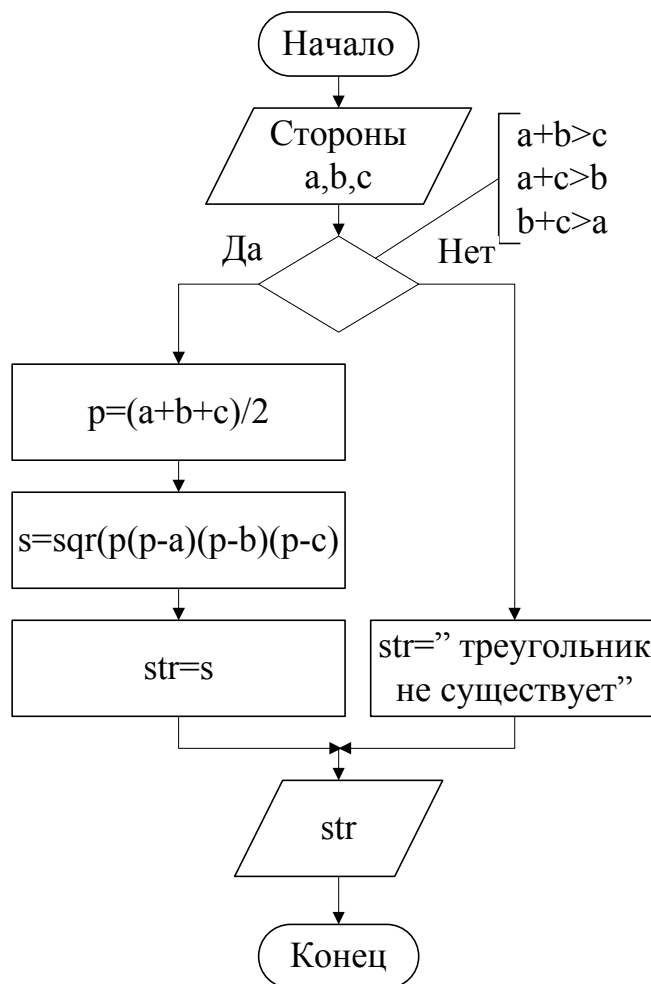 Начало
Стороны
a,b,c
a+b>c
a+c>b
b+c>a
Да
Нет
p=(a+b+c)/2
s=sqr(p(p-a)(p-b)(p-c)
str=s
str=” треугольник
не существует”
str
Конец